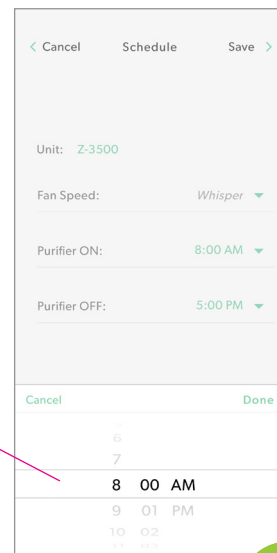 < Cancel Schedule Save >
Unit: Z-3500
Fan Speed: Whisper
Purifier ON: 8:00 AM
Purifier OFF: 5:00 PM
Cancel Done
6
7
8 00 AM
9 01 PM
10 02